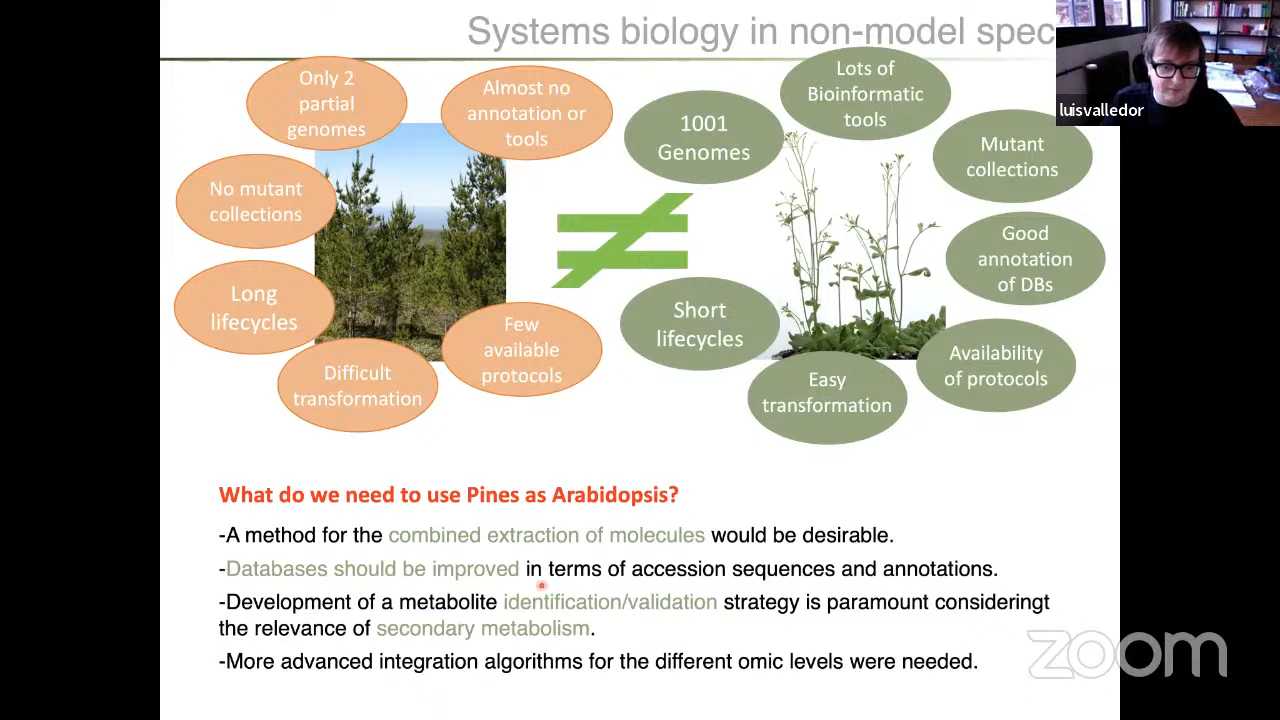 Systems biology in non-model spec
luisvalledor
Only 2
partial
genomes
Almost no
annotation or
tools
No mutant
collections
Long
lifecycles
Difficult
transformation
Few
available
protocols
1001
Genomes
Lots of
Bioinformatic
tools
Mutant
collections
Good
annotation
of DBs
Short
lifecycles
Easy
transformation
Availability
of protocols
What do we need to use Pines as Arabidopsis?
-A method for the combined extraction of molecules would be desirable.
-Databases should be improved in terms of accession sequences and annotations.
-Development of a metabolite identification/validation strategy is paramount consideringt
the relevance of secondary metabolism.
-More advanced integration algorithms for the different omic levels were needed.
zoom